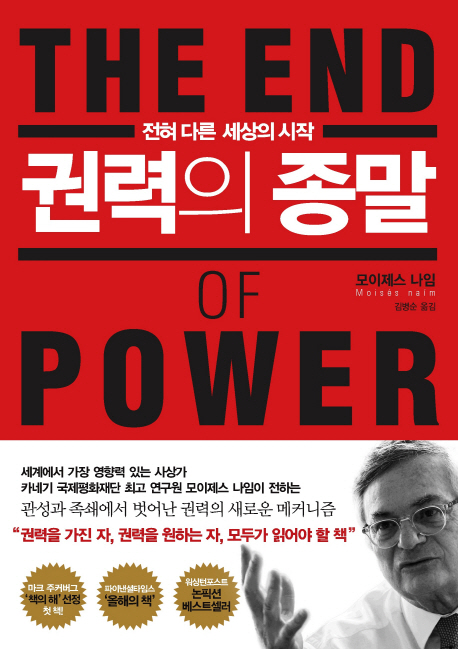 THE END
전혀 다른 세상의 시작
권력의 종말
OF
모이제스 나임
Moisés naím
김병순 옮김
POWER
세계에서 가장 영향력 있는 사상가
카네기 국제평화재단 최고 연구원 모이제스 나임이 전하는
관성과 족쇄에서 벗어난 권력의 새로운 메커니즘
“권력을 가진 자, 권력을 원하는 자, 모두가 읽어야 할 책”
마크 주커버그
‘책의 해’ 선정
첫 책!
파이낸셜타임스
‘올해의 책’
워싱턴포스트
논픽션
베스트셀러